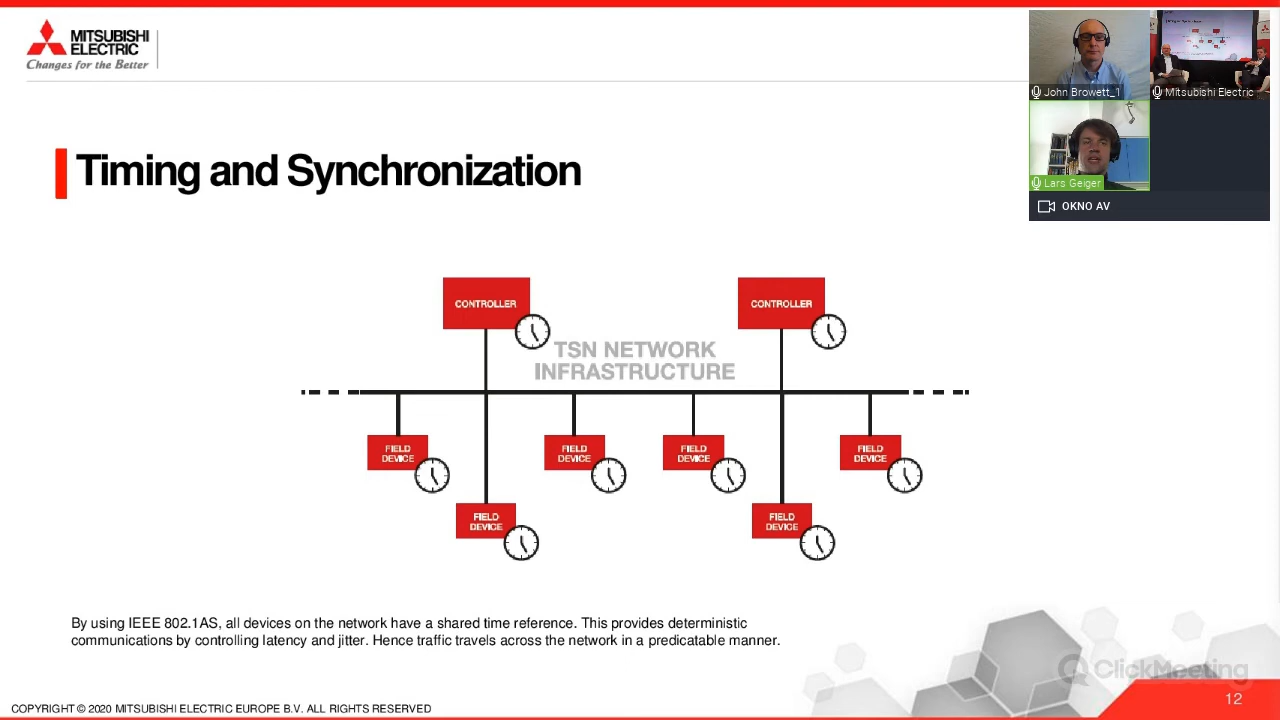 MITSUBISHI
ELECTRIC
Changes for the Better
John Browett_1
Mitsubishi Electric
Lars Geiger
OKNO AV
Timing and Synchronization
CONTROLLER
CONTROLLER
TSN NETWORK
INFRASTRUCTURE
FIELD
DEVICE
FIELD
DEVICE
FIELD
DEVICE
FIELD
DEVICE
FIELD
DEVICE
FIELD
DEVICE
By using IEEE 802.1AS, all devices on the network have a shared time reference. This provides deterministic
communications by controlling latency and jitter. Hence traffic travels across the network in a predicatable manner.
ClickMeeting
12
COPYRIGHT © 2020 MITSUBISHI ELECTRIC EUROPE B.V. ALL RIGHTS RESERVED